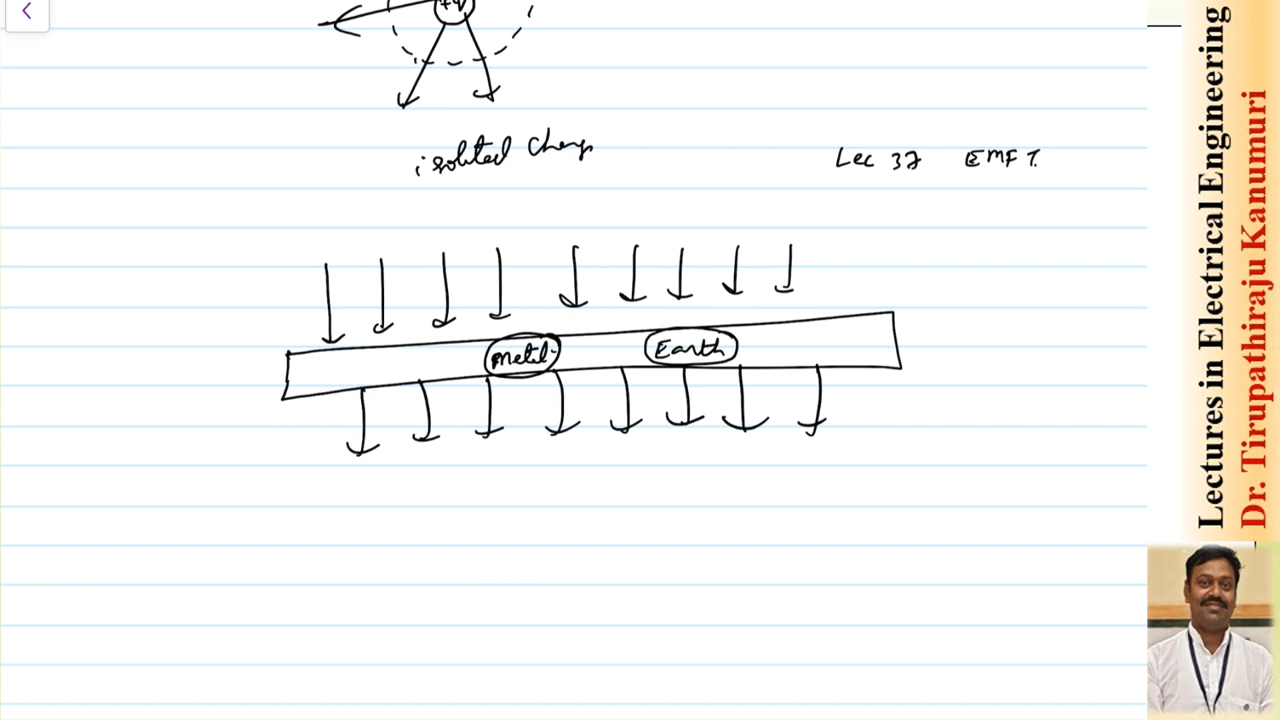 +q
isolated charge
Lec 37 EMFT.
metal
Earth
Lectures in Electrical Engineering
Dr. Tirupathiraju Kanumuri